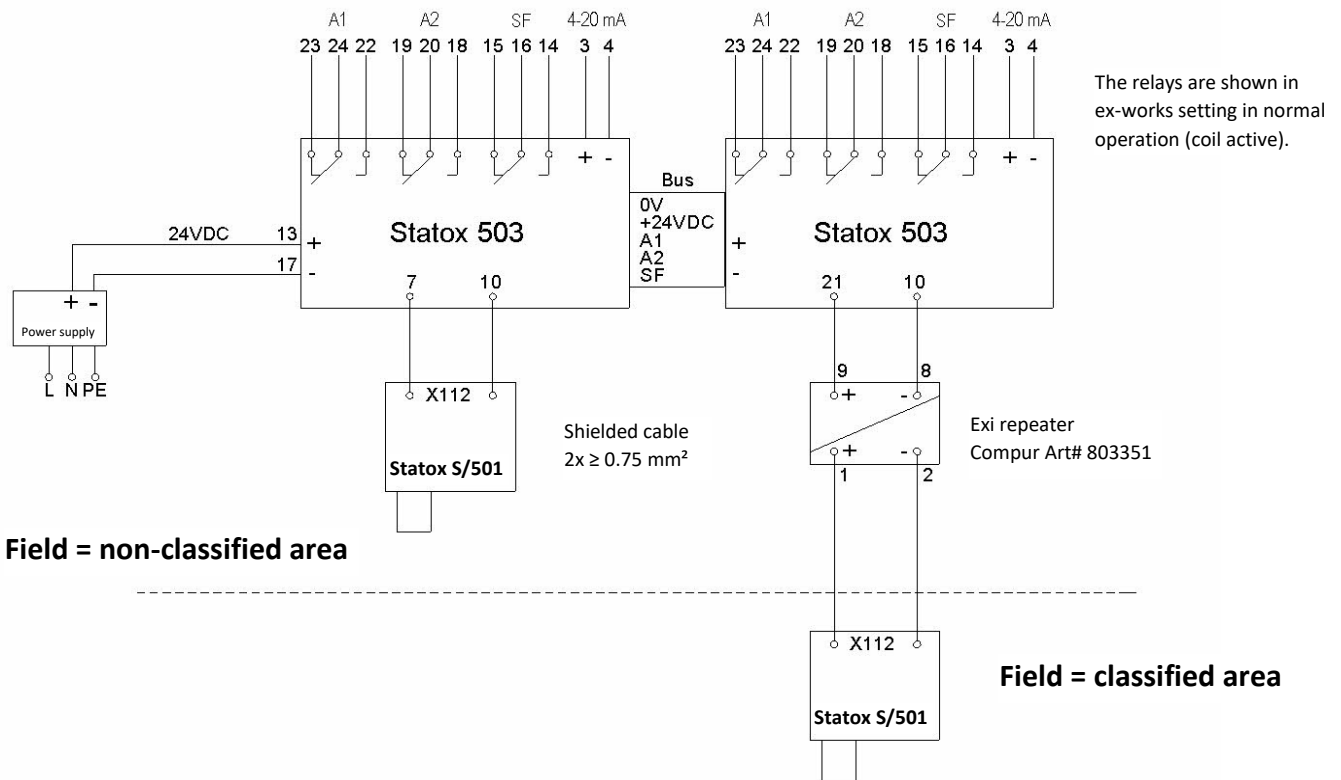 A1 A2 SF 4-20 mA A1 A2 SF 4-20 mA
23 24 22 19 20 18 15 16 14 3 4 23 24 22 19 20 18 15 16 14 3 4
The relays are shown in
ex-works setting in normal
operation (coil active).
+ - + -
Bus
0V
+24VDC
A1
A2
SF
24VDC 13 + Statox 503 + Statox 503
17 - -
7 10 21 10
+ -
Power supply
L N PE
9 8
X112
+ -
Shielded cable
2x ≥ 0.75 mm²
Exi repeater
Compur Art# 803351
Statox S/501
+ -
1 2
Field = non-classified area
X112
Field = classified area
Statox S/501